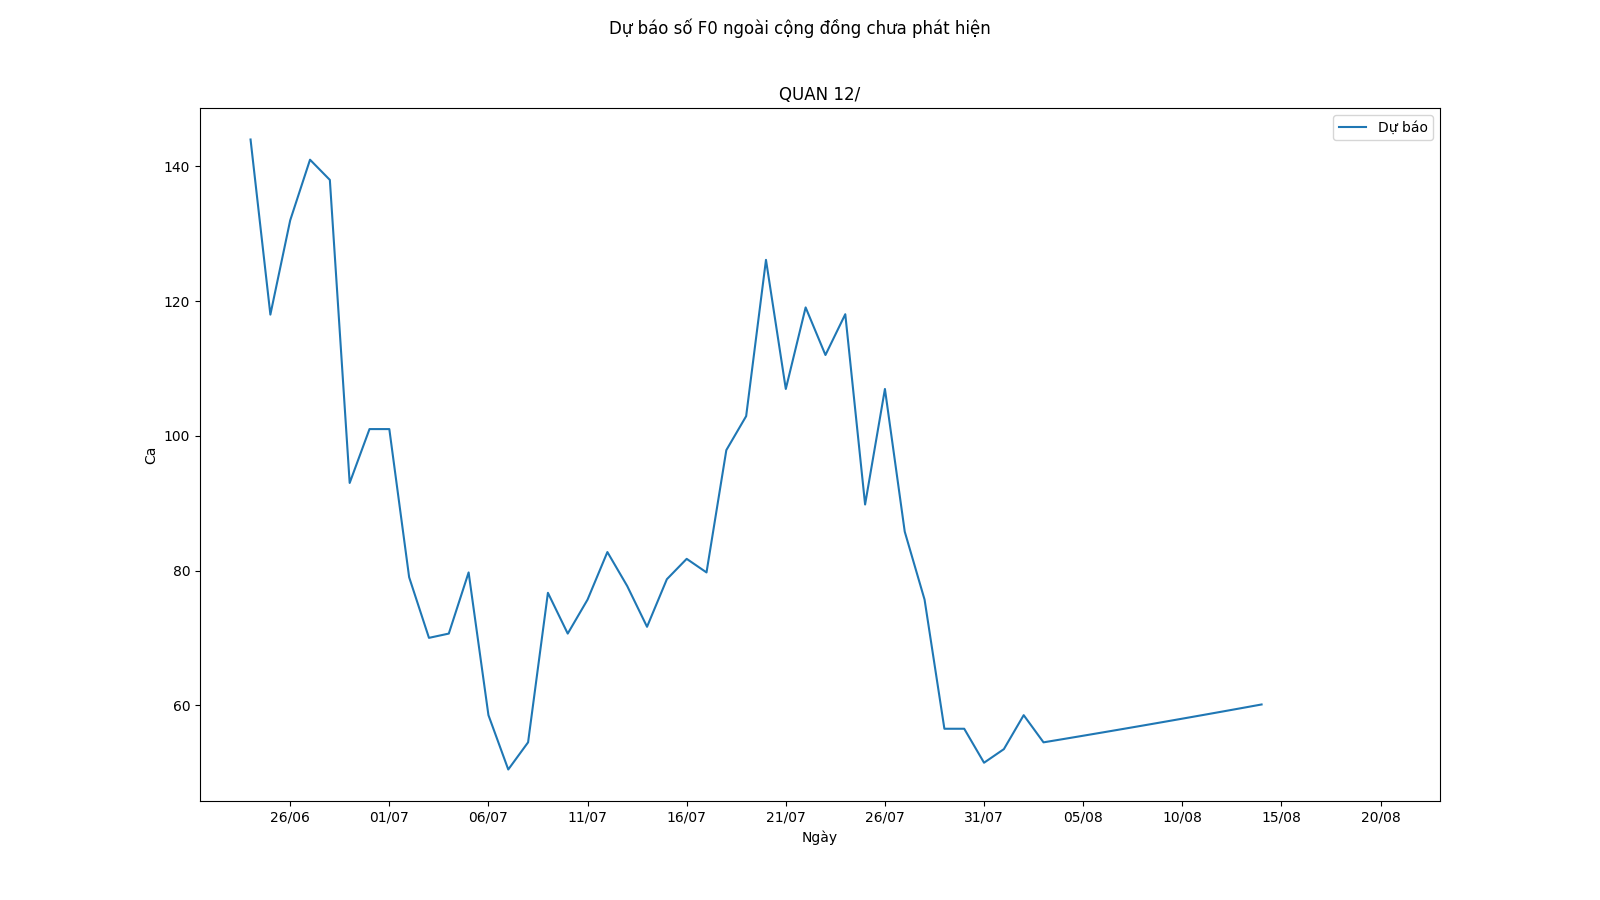 Dự báo số F0 ngoài cộng đồng chưa phát hiện
QUAN 12/
Dự báo
140
120
100
80
60
Ca
26/06 01/07 06/07 11/07 16/07 21/07 26/07 31/07 05/08 10/08 15/08 20/08
Ngày